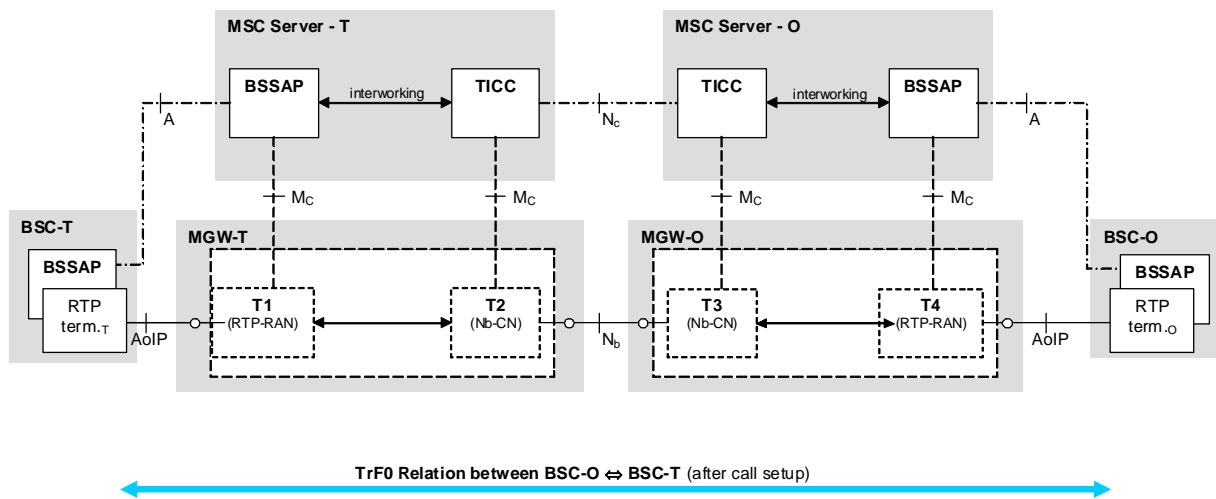 MSC Server - T
MSC Server - O
BSSAP
interworking
TICC
TICC
interworking
BSSAP
A
Nc
A
MC
MC
MC
MC
BSC-T
MGW-T
MGW-O
BSC-O
BSSAP
BSSAP
RTP
term.T
T1
(RTP-RAN)
T2
(Nb-CN)
T3
(Nb-CN)
T4
(RTP-RAN)
RTP
term.O
AoIP
Nb
AoIP
TrF0 Relation between BSC-O ⇔ BSC-T (after call setup)